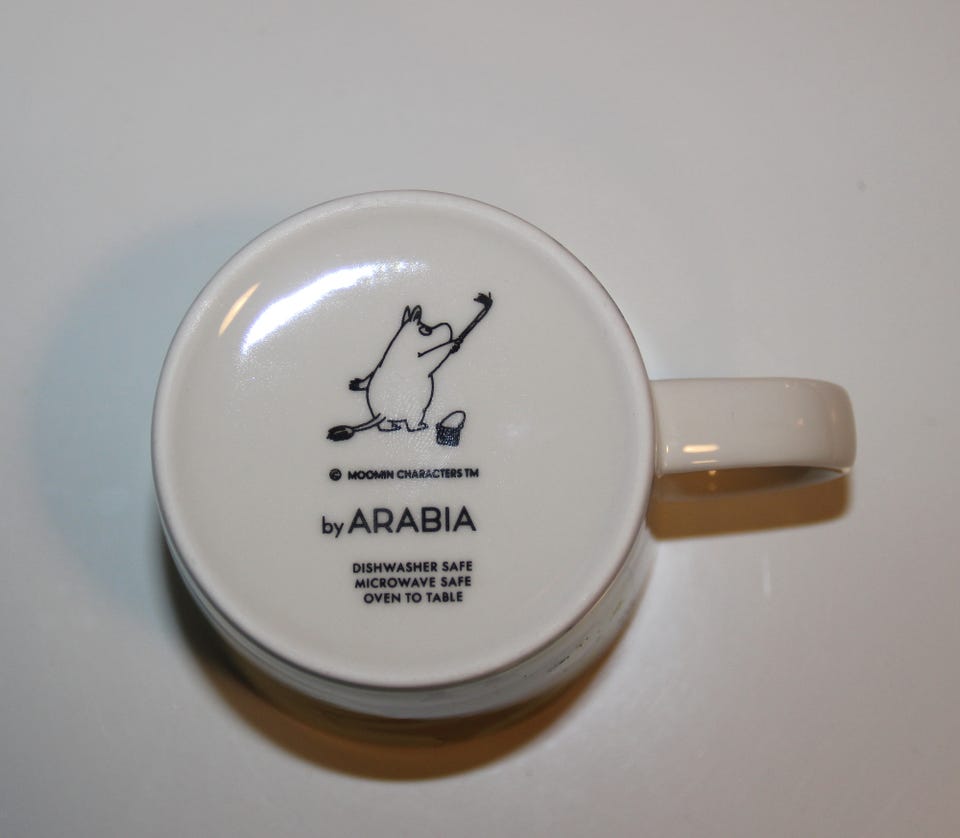 © MOOMIN CHARACTERS TM
by ARABIA
DISHWASHER SAFE
MICROWAVE SAFE
OVEN TO TABLE